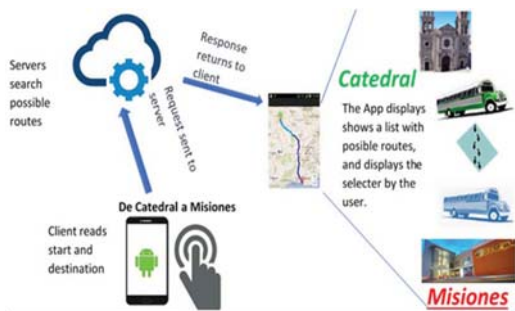 Servers
search
possible
routes
Response
returns to
client
Request sent to
server
De Catedral a Misiones
Client reads
start and
destination
Catedral
The App displays
shows a list with
posible routes,
and displays the
selecter by the
user.
Misiones